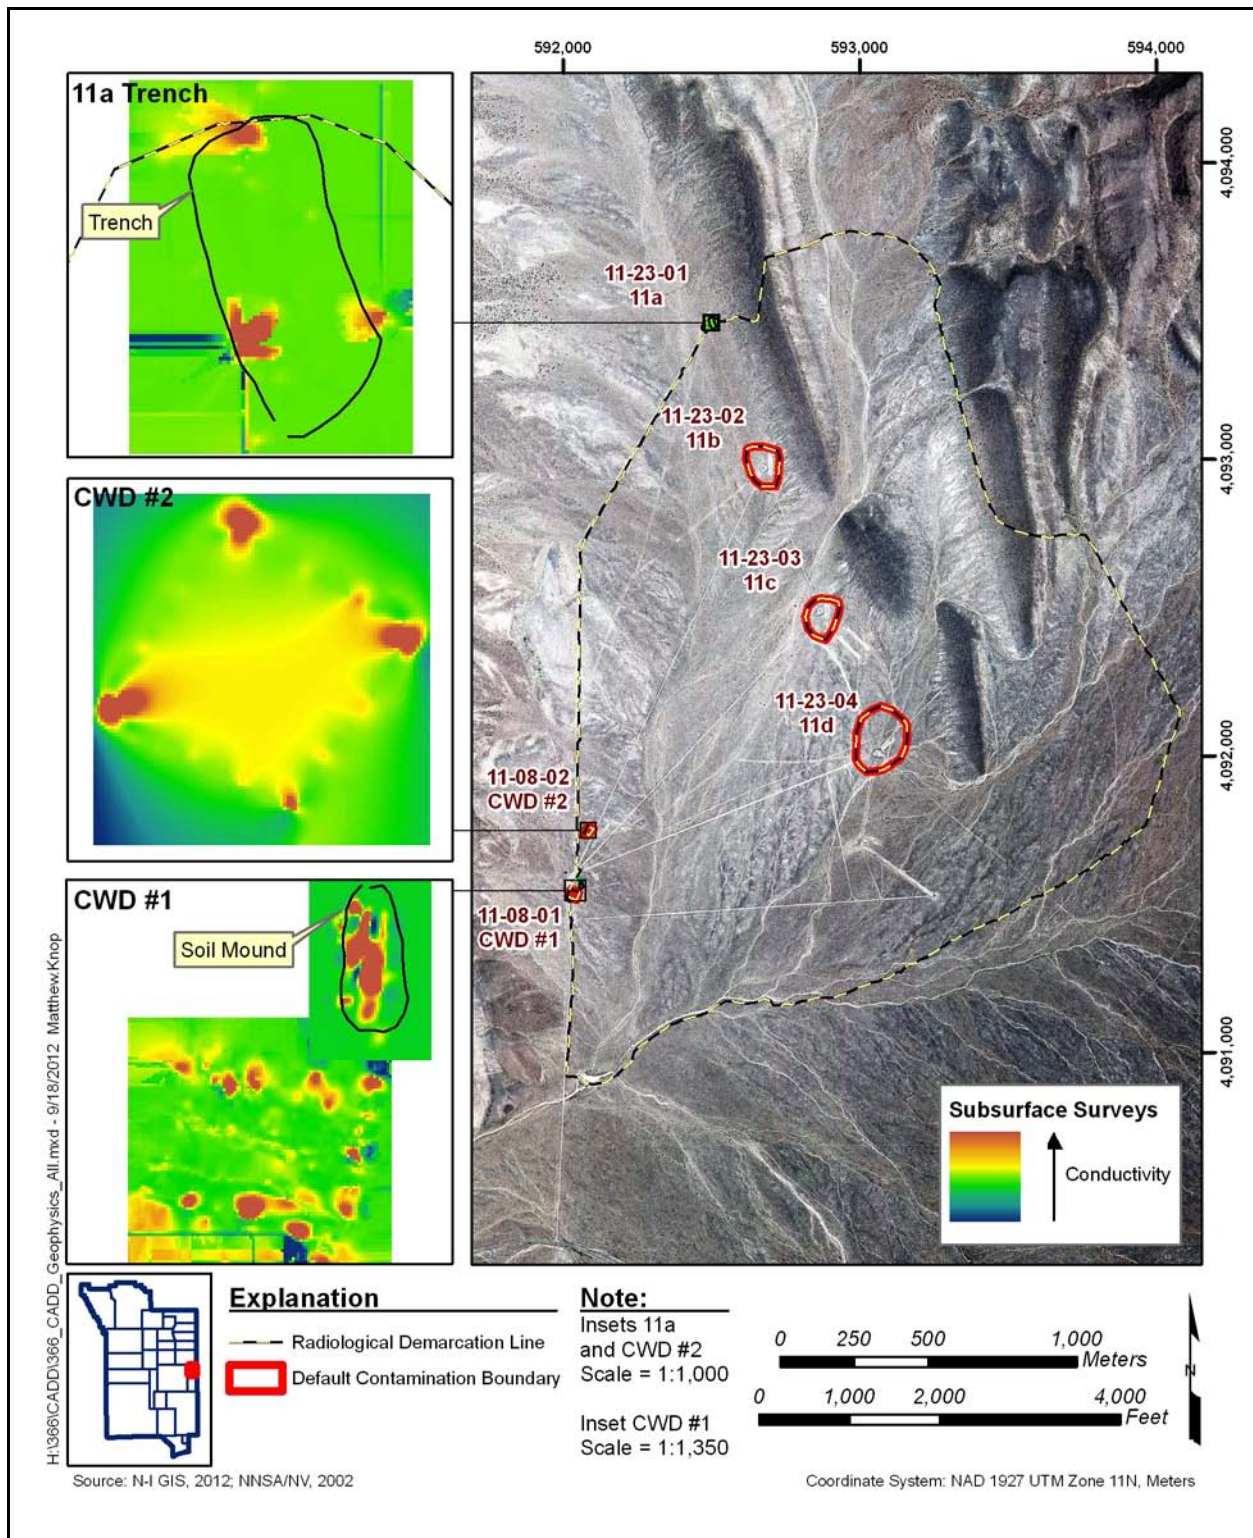 592,000
593,000
594,000
11a Trench
Trench
CWD #2
CWD #1
Soil Mound
11-23-01
11a
11-23-02
11b
11-23-03
11c
11-23-04
11d
11-08-02
CWD #2
11-08-01
CWD #1
4,094,000
4,093,000
4,092,000
4,091,000
Subsurface Surveys
Conductivity
H:\366\CADD\366_CADD_Geophysics_All.mxd - 9/18/2012 Matthew.Knop
Explanation
Radiological Demarcation Line
Default Contamination Boundary
Note:
Insets 11a
and CWD #2
Scale = 1:1,000
Inset CWD #1
Scale = 1:1,350
0 250 500 1,000
Meters
0 1,000 2,000 4,000
Feet
N
Source: N-I GIS, 2012; NNSA/NV, 2002
Coordinate System: NAD 1927 UTM Zone 11N, Meters